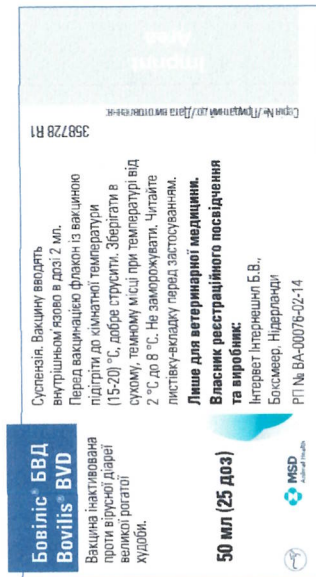 Бовіліс® БВД
Bovilis® BVD
Вакцина інактивована
проти вірусної діареї
великої рогатої
худоби.
50 мл (25 доз)
MSD
Animal Health
Суспензія. Вакцину вводять
внутрішньом'язово в дозі 2 мл.
Перед вакцинацією флакон із вакциною
підігріти до кімнатної температури
(15-20) °C, добре струсити. Зберігати в
сухому, темному місці при температурі від
2 °C до 8 °C. Не заморожувати. Читайте
листівку-вкладку перед застосуванням.
Лише для ветеринарної медицини.
Власник реєстраційного посвідчення
та виробник:
Інтервет Інтернешнл Б.В.,
Боксмеер, Нідерланди
РП № ВА-00076-02-14
358728 R1
Серія №/Придатний до/Дата виготовлення:
Imprint
Area